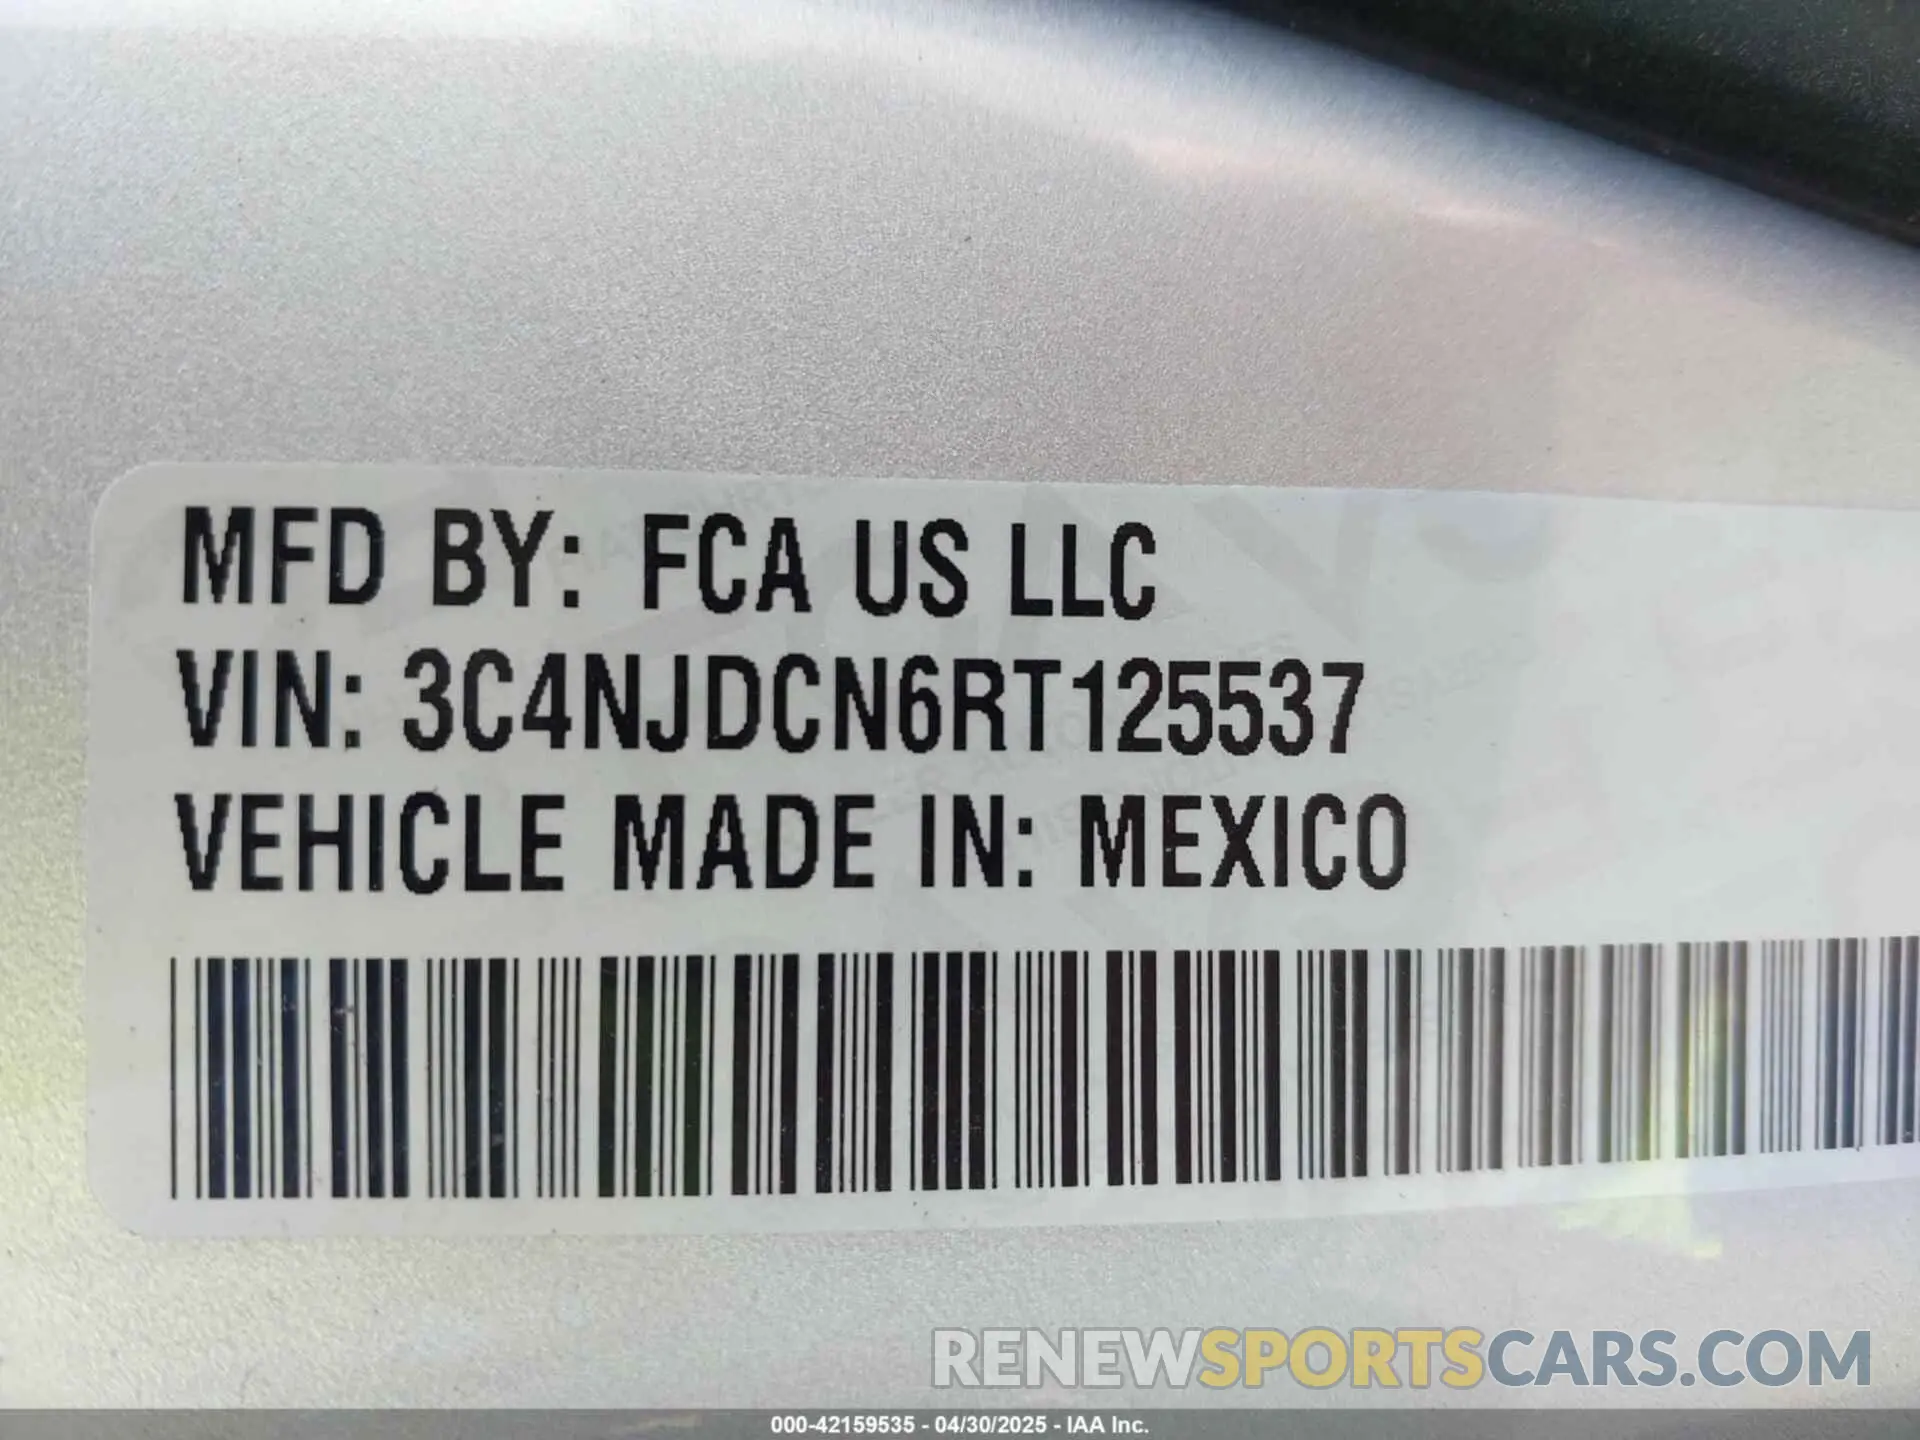 MFD BY: FCA US LLC
VIN: 3C4NJDCN6RT125537
VEHICLE MADE IN: MEXICO
RENEWSPORTSCARS.COM
000-42159535 - 04/30/2025 - IAA Inc.